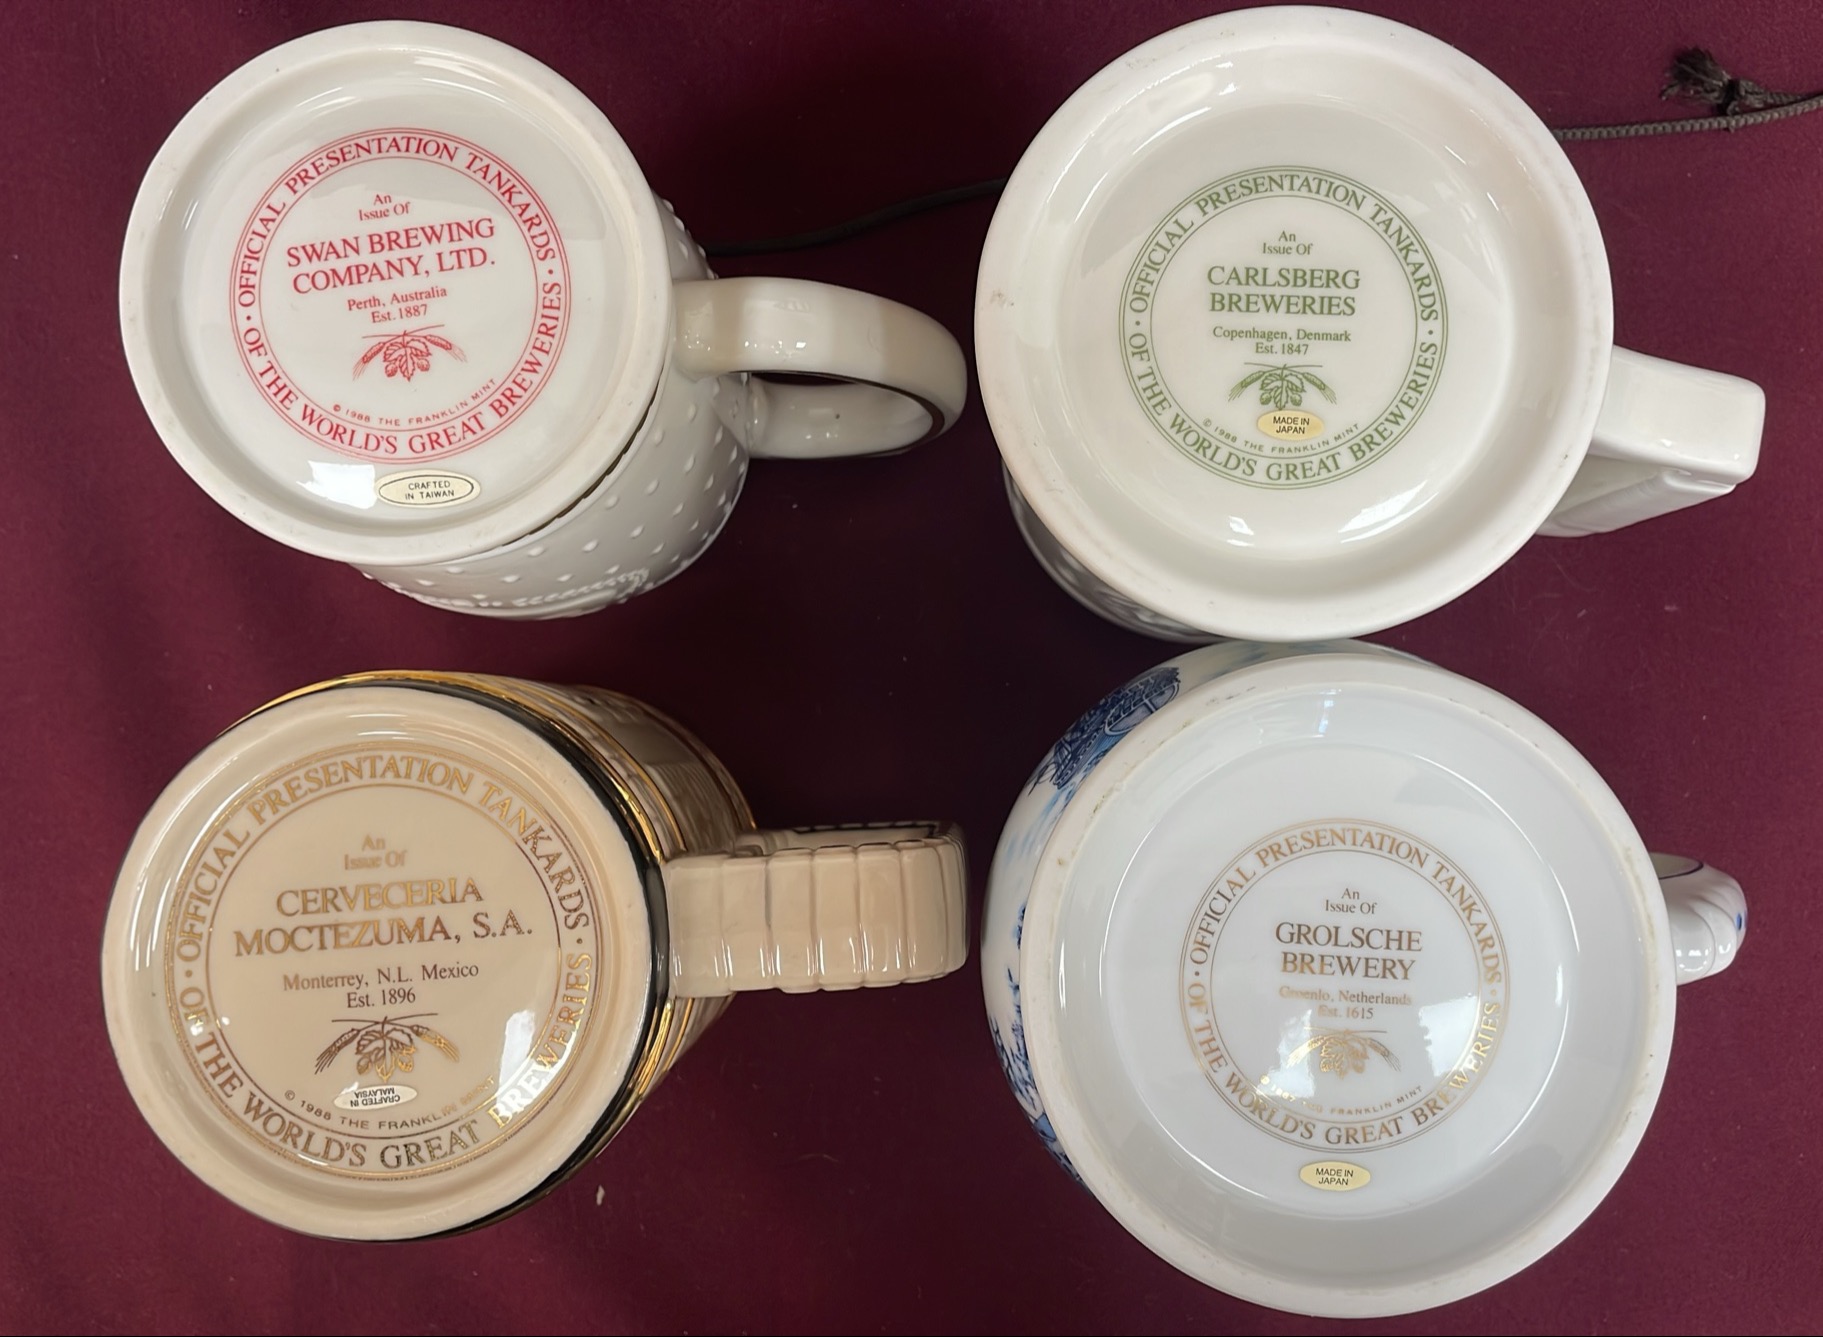 · OFFICIAL PRESENTATION TANKARDS ·
OF THE WORLD'S GREAT BREWERIES
An
Issue Of
SWAN BREWING
COMPANY, LTD.
Perth, Australia
Est. 1887
© 1988 THE FRANKLIN MINT
CRAFTED
IN TAIWAN
· OFFICIAL PRESENTATION TANKARDS ·
OF THE WORLD'S GREAT BREWERIES
An
Issue Of
CARLSBERG
BREWERIES
Copenhagen, Denmark
Est. 1847
MADE IN
JAPAN
© 1988 THE FRANKLIN MINT
· OFFICIAL PRESENTATION TANKARDS ·
OF THE WORLD'S GREAT BREWERIES
An
Issue Of
CERVECERIA
MOCTEZUMA, S.A.
Monterrey, N.L. Mexico
Est. 1896
CRAFTED IN
MALAYSIA
© 1988 THE FRANKLIN MINT
· OFFICIAL PRESENTATION TANKARDS ·
OF THE WORLD'S GREAT BREWERIES
An
Issue Of
GROLSCHE
BREWERY
Groenlo, Netherlands
Est. 1615
FRANKLIN MINT
MADE IN
JAPAN